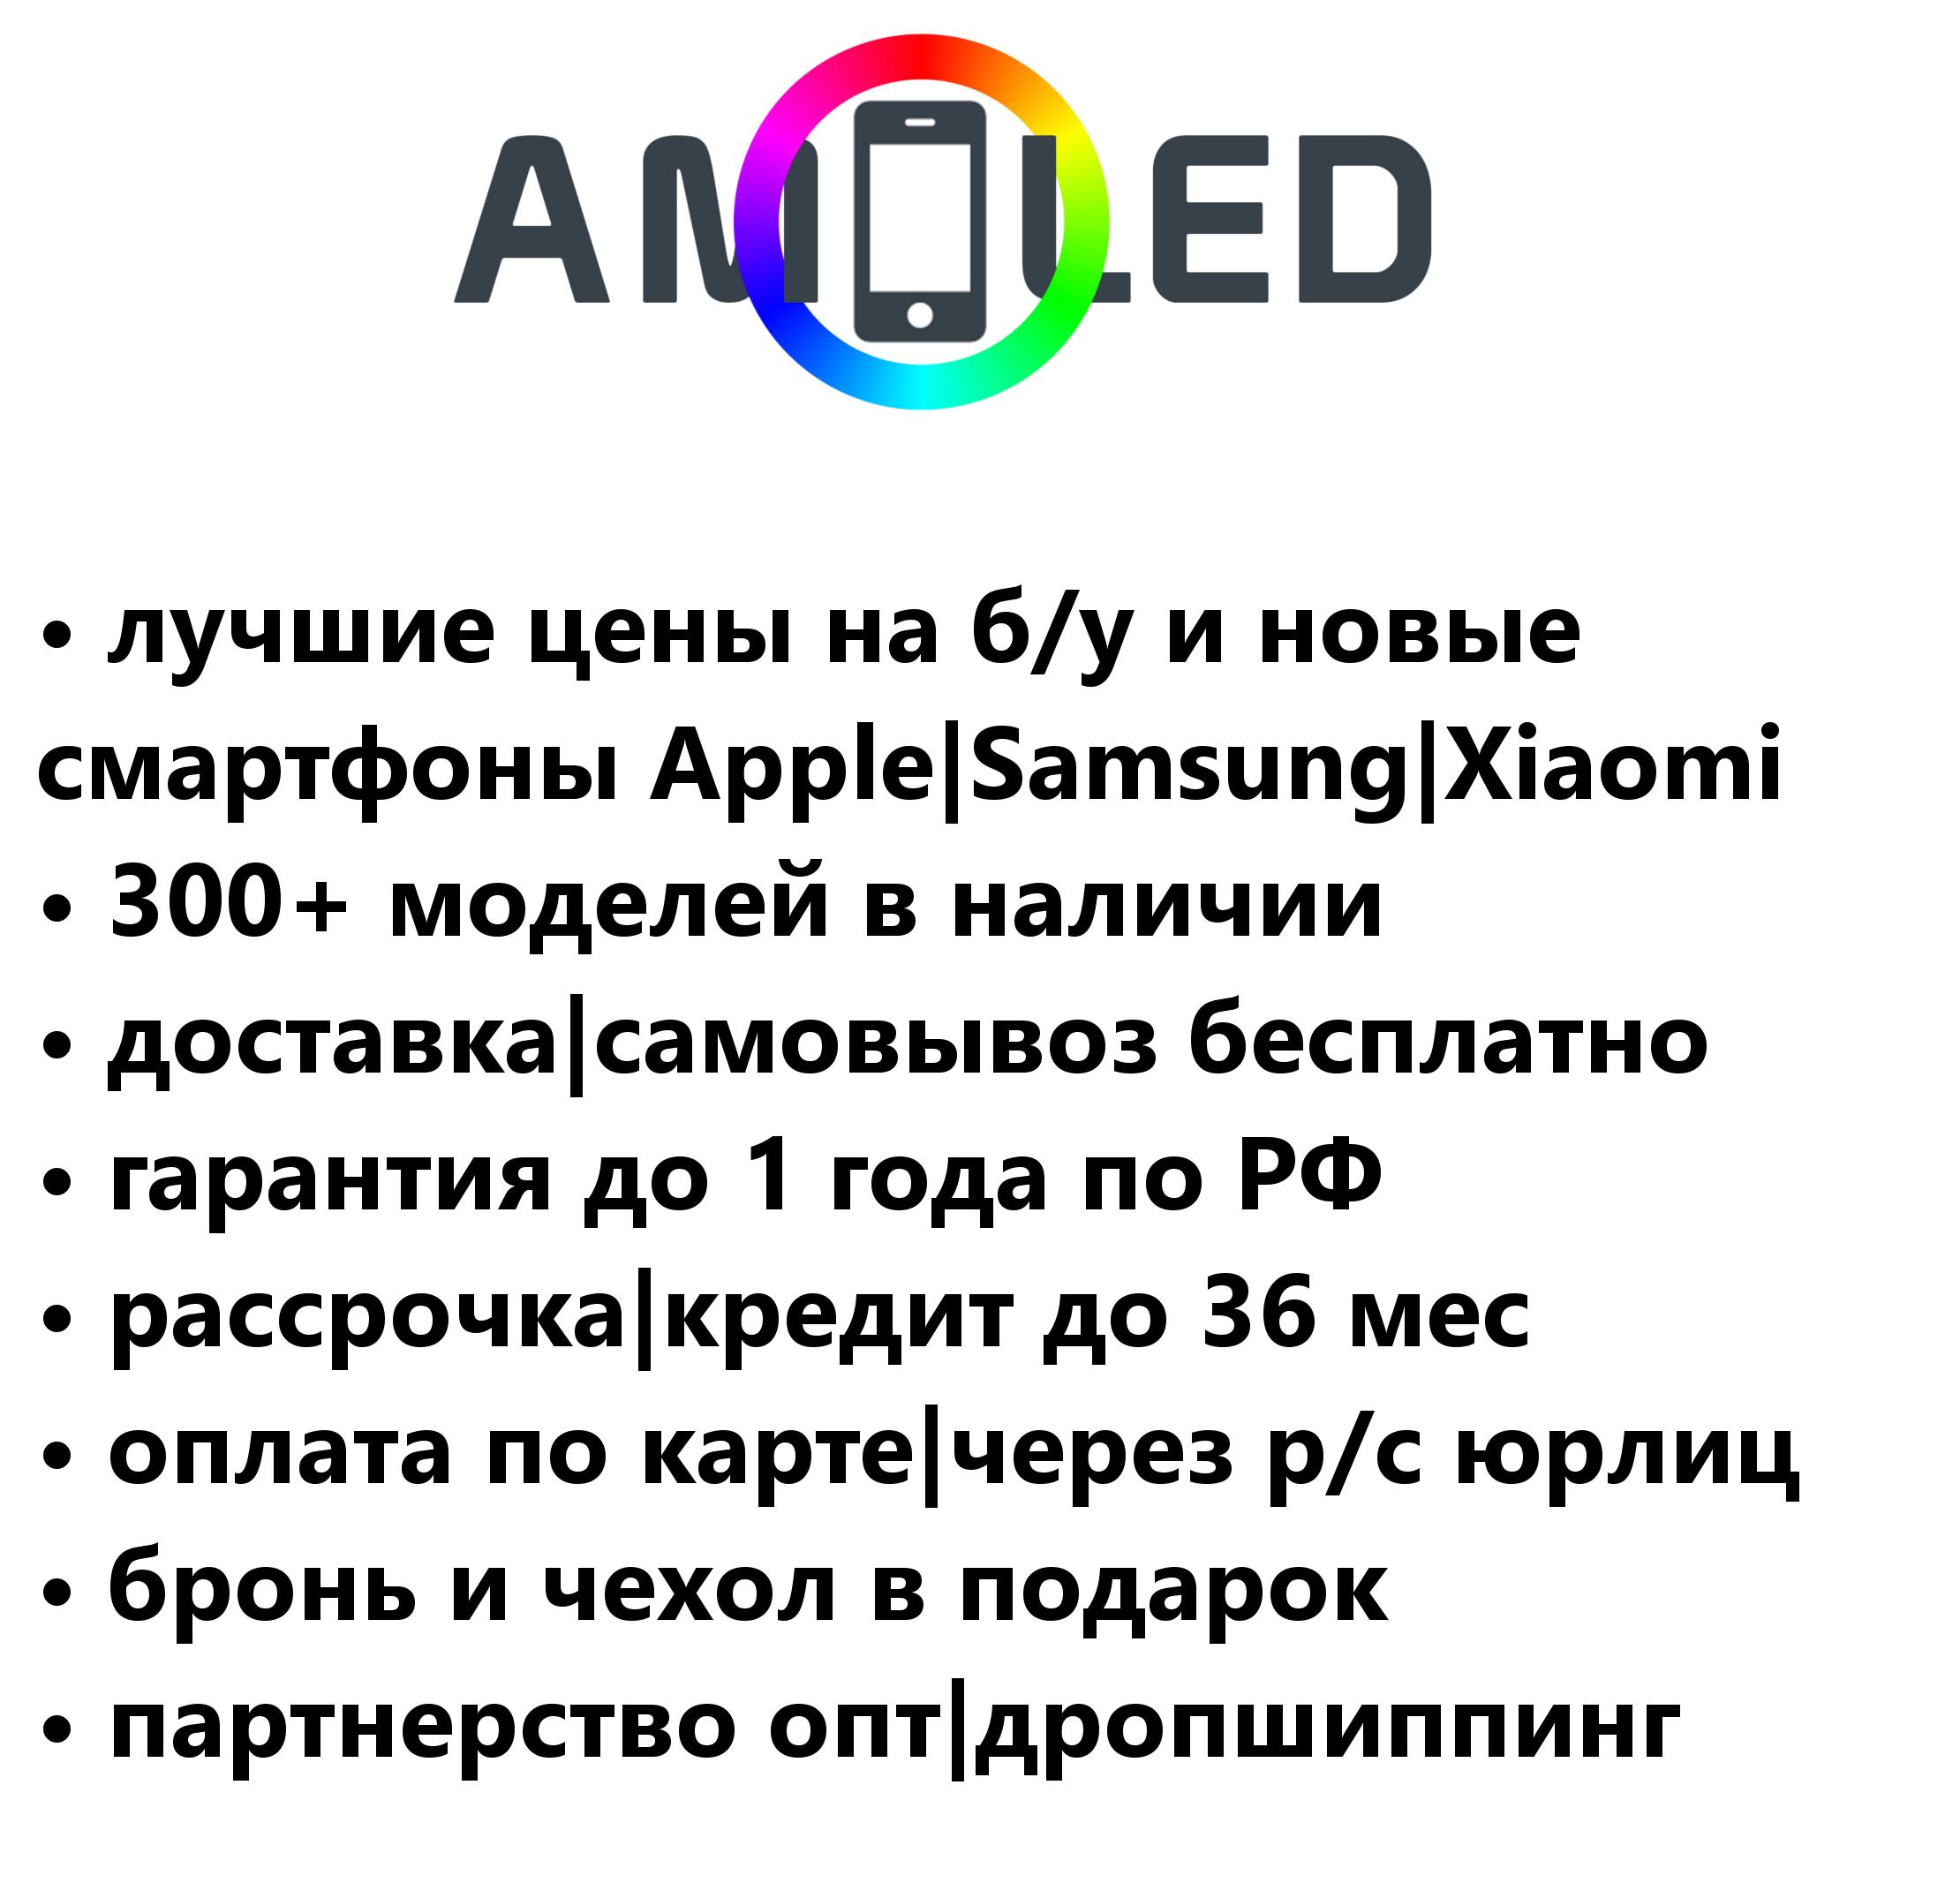 AMOLED
• лучшие цены на б/у и новые
смартфоны Apple|Samsung|Xiaomi
• 300+ моделей в наличии
• доставка|самовывоз бесплатно
• гарантия до 1 года по РФ
• рассрочка|кредит до 36 мес
• оплата по карте|через р/с юрлиц
• бронь и чехол в подарок
• партнерство опт|дропшиппинг